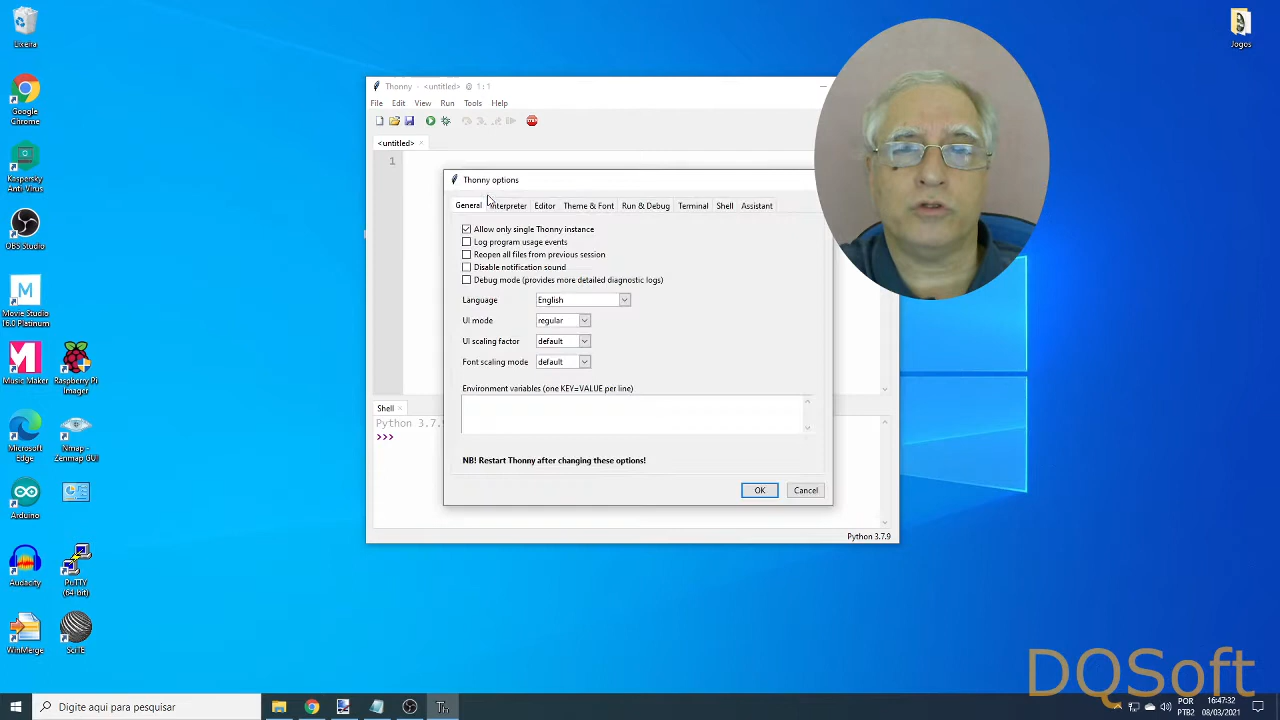 Lixeira
Google
Chrome
Kaspersky
Anti-Virus
OBS Studio
Movie Studio
16.0 Platinum
Music Maker
Raspberry Pi
Imager
Microsoft
Edge
Nmap -
Zenmap GUI
Arduino
Audacity
PuTTY
(64-bit)
WinMerge
Scrib
Jogos
Thonny - <untitled> @ 1:1
File Edit View Run Tools Help
<untitled>
1
Thonny options
General Interpreter Editor Theme & Font Run & Debug Terminal Shell Assistant
Allow only single Thonny instance
Log program usage events
Reopen all files from previous session
Disable notification sound
Debug mode (provides more detailed diagnostic logs)
Language English
UI mode regular
UI scaling factor default
Font scaling mode default
Environment variables (one KEY=VALUE per line)
NB! Restart Thonny after changing these options!
OK Cancel
Shell
Python 3.7.9
>>>
Python 3.7.9
DQSoft
Digite aqui para pesquisar
POR
PTB2
16:47:32
08/03/2021